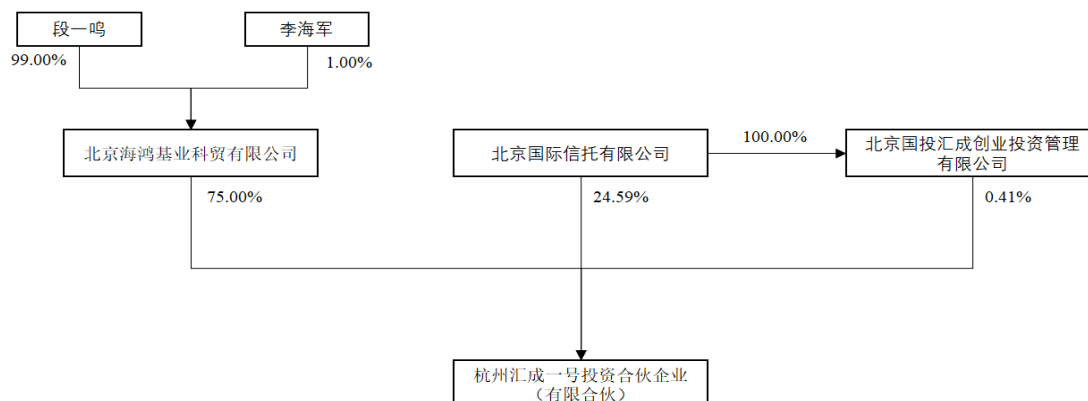 段一鸣
李海军
99.00%
1.00%
北京海鸿基业科贸有限公司
北京国际信托有限公司
100.00%
北京国投汇成创业投资管理
有限公司
75.00%
24.59%
0.41%
杭州汇成一号投资合伙企业
（有限合伙）